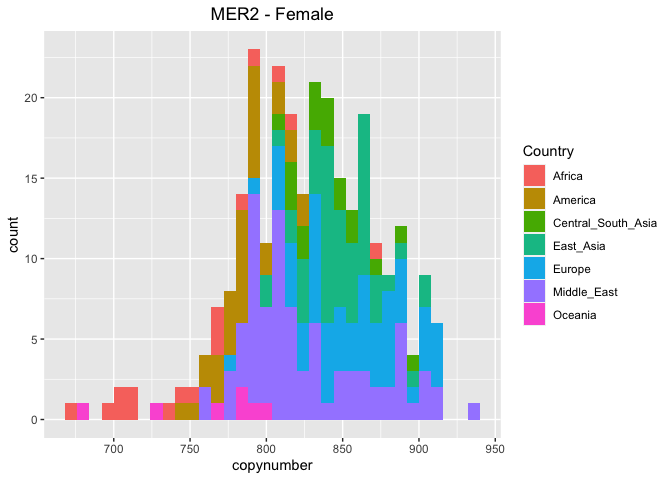 MER2 - Female
20
15
10
5
0
count
700
750
800
850
900
950
copynumber
Country
Africa
America
Central_South_Asia
East_Asia
Europe
Middle_East
Oceania